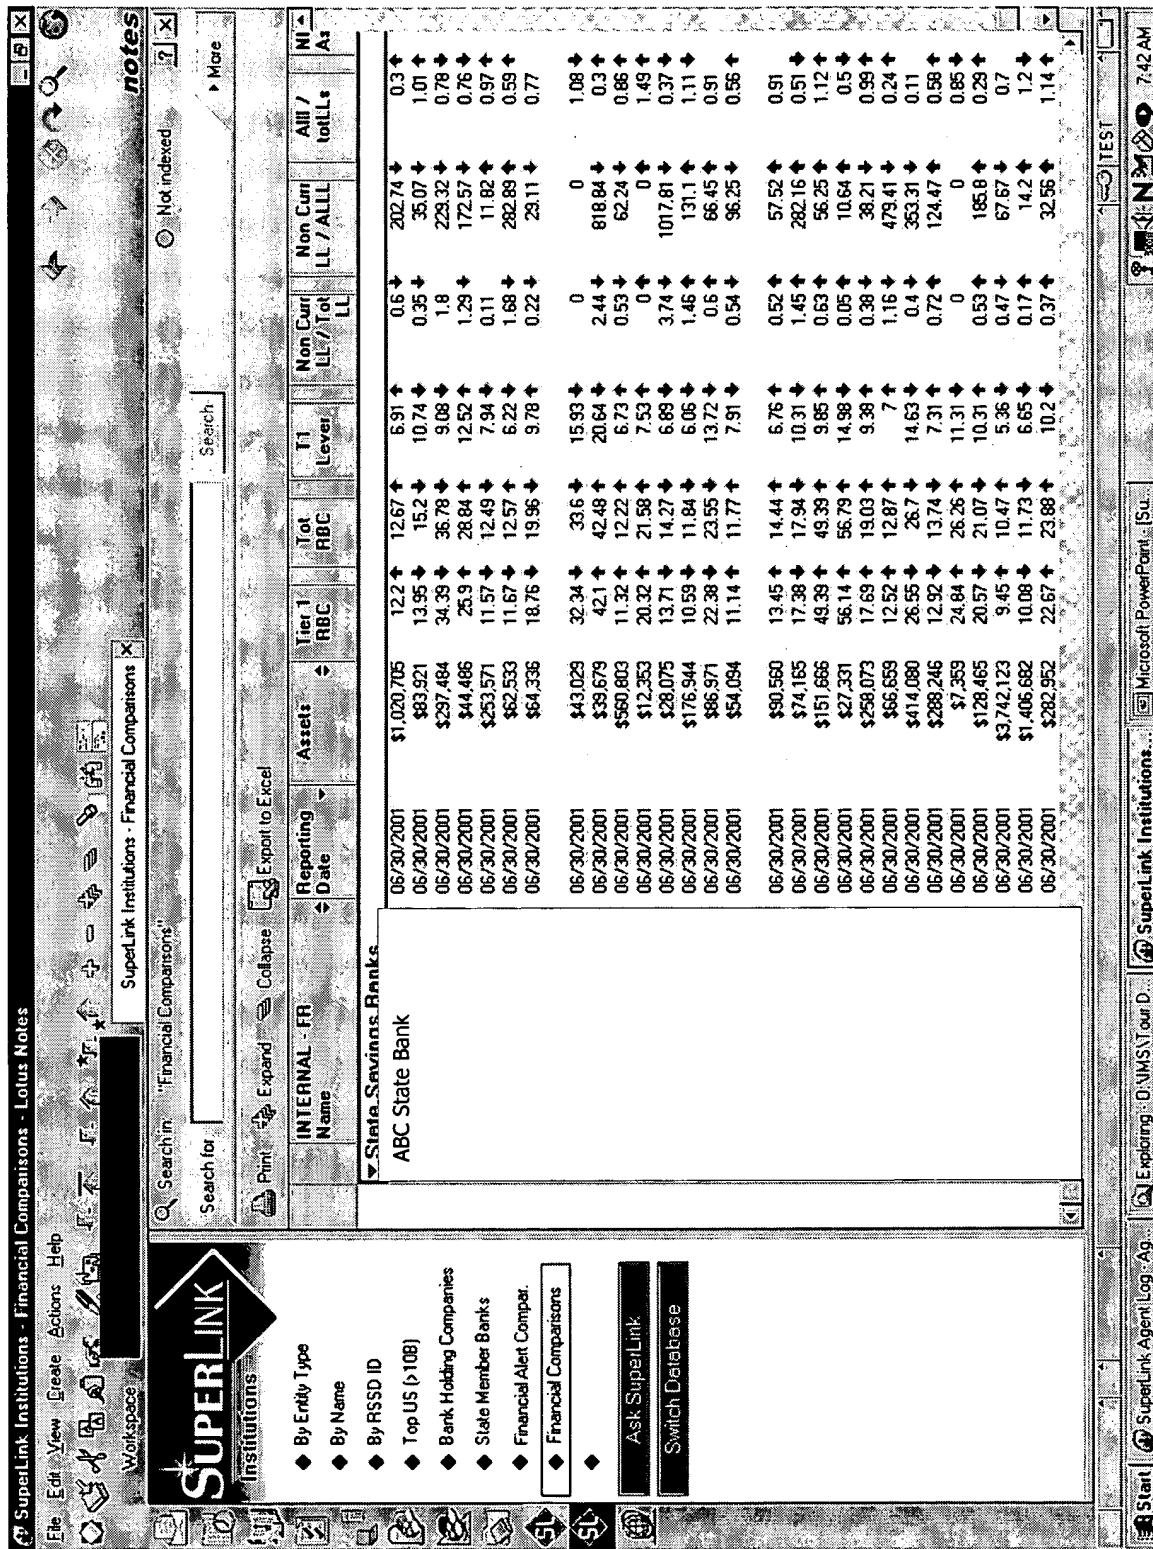 SuperLink Institutions - Financial Comparisons - Lotus Notes
File Edit View Create Actions Help
Workspace
SuperLink Institutions - Financial Comparisons
notes
SUPERLINK
Institutions
By Entity Type
By Name
By RSSD ID
Top US (>10B)
Bank Holding Companies
State Member Banks
Financial Alert Compar.
Financial Comparisons
Ask SuperLink
Switch Database
Search in: "Financial Comparisons"
Not indexed
Search for
Search
More
Print Expand Collapse Export to Excel
INTERNAL - FR Name Reporting Date Assets Tier 1 RBC Tot RBC T1 Lever Non Curr LL / Tot LL Non Curr LL / ALLL All / totLs NI As
State Savings Banks
ABC State Bank
06/30/2001 $1,020,705 12.2 ↑ 12.67 ↑ 6.91 ↑ 0.6 ↓ 202.74 ↓ 0.3 ↑
06/30/2001 $83,921 13.95 ↓ 15.2 ↓ 10.74 ↓ 0.35 ↓ 35.07 ↓ 1.01 ↑
06/30/2001 $297,484 34.39 ↓ 36.78 ↓ 9.08 ↓ 1.8 229.32 ↓ 0.78 ↓
06/30/2001 $44,486 25.9 ↑ 28.84 ↑ 12.52 ↑ 1.29 ↓ 172.57 ↓ 0.76 ↓
06/30/2001 $253,571 11.57 ↓ 12.49 ↓ 7.94 ↓ 0.11 11.82 ↑ 0.97 ↑
06/30/2001 $62,533 11.67 ↓ 12.57 ↑ 6.22 ↓ 1.68 ↓ 282.89 ↑ 0.59 ↑
06/30/2001 $64,336 18.76 ↑ 19.96 ↓ 9.78 ↑ 0.22 ↓ 29.11 ↓ 0.77
06/30/2001 $43,029 32.34 ↓ 33.6 ↓ 15.93 ↓ 0 0 1.08 ↓
06/30/2001 $39,679 42.1 ↑ 42.48 ↑ 20.64 ↓ 2.44 ↓ 818.84 ↓ 0.3 ↑
06/30/2001 $560,803 11.32 ↑ 12.22 ↑ 6.73 ↑ 0.53 ↓ 62.24 ↓ 0.86 ↓
06/30/2001 $12,353 20.32 ↑ 21.58 ↑ 7.53 ↑ 0 ↑ 0 ↑ 1.49 ↑
06/30/2001 $28,075 13.71 ↓ 14.27 ↓ 6.89 ↓ 3.74 ↓ 1017.81 ↓ 0.37 ↓
06/30/2001 $176,944 10.59 ↓ 11.84 ↓ 6.06 ↓ 1.46 ↑ 131.1 ↑ 1.11 ↓
06/30/2001 $86,971 22.38 ↓ 23.55 ↓ 13.72 ↓ 0.6 ↓ 66.45 ↓ 0.91
06/30/2001 $54,094 11.14 ↑ 11.77 ↑ 7.91 ↑ 0.54 ↓ 96.25 ↓ 0.56 ↑
06/30/2001 $90,560 13.45 ↑ 14.44 ↑ 6.76 ↑ 0.52 ↑ 57.52 ↑ 0.91
06/30/2001 $74,165 17.38 ↓ 17.94 ↓ 10.31 ↓ 1.45 ↓ 282.16 ↑ 0.51 ↓
06/30/2001 $151,666 49.39 ↑ 49.39 ↑ 9.85 ↑ 0.63 ↑ 56.25 ↑ 1.12 ↑
06/30/2001 $27,331 56.14 ↑ 56.79 ↑ 14.98 ↓ 0.05 ↑ 10.64 ↓ 0.5 ↓
06/30/2001 $258,073 17.69 ↑ 19.03 ↑ 9.39 ↑ 0.38 ↓ 38.21 ↓ 0.99 ↓
06/30/2001 $66,659 12.52 ↑ 12.87 ↑ 7 ↑ 1.16 ↓ 479.41 ↑ 0.24 ↑
06/30/2001 $414,080 26.55 ↓ 26.7 ↓ 14.63 ↓ 0.4 ↑ 353.31 ↓ 0.11
06/30/2001 $288,246 12.92 ↓ 13.74 ↓ 7.31 ↑ 0.72 ↑ 124.47 ↑ 0.58 ↑
06/30/2001 $7,359 24.84 ↑ 26.26 ↑ 11.31 ↓ 0 0 0.85 ↓
06/30/2001 $128,465 20.57 ↓ 21.07 ↓ 10.31 ↑ 0.53 ↑ 185.8 ↑ 0.29 ↑
06/30/2001 $3,742,123 9.45 ↑ 10.47 ↑ 5.36 ↓ 0.47 ↓ 67.67 ↓ 0.7
06/30/2001 $1,406,682 10.08 ↓ 11.73 ↓ 6.65 ↓ 0.17 ↑ 14.2 ↑ 1.2 ↓
06/30/2001 $282,952 22.67 ↑ 23.88 ↑ 10.2 ↓ 0.37 ↓ 32.56 ↑ 1.14 ↑
TEST
Start SuperLink Agent Log - Ag... Exploring - D:\IMS\Tour D... SuperLink Institutions... Microsoft PowerPoint - [Su... 7:42 AM